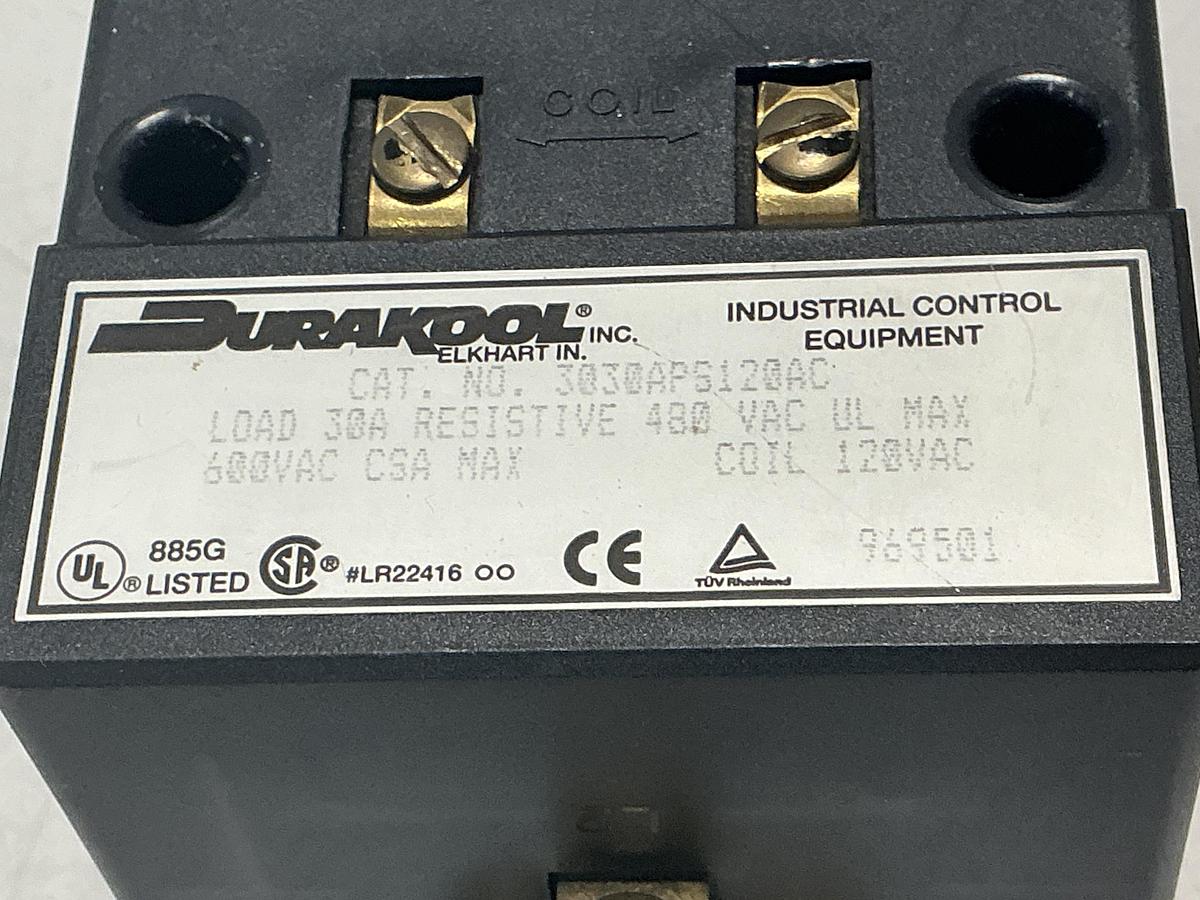 COIL
DURAKOOL® INC.
ELKHART IN.
INDUSTRIAL CONTROL
EQUIPMENT
CAT. NO. 3030APS120AC
LOAD 30A RESISTIVE 480 VAC UL MAX
600VAC CSA MAX COIL 120VAC
UL ® 885G
LISTED
SA ® #LR22416 OO
CE
TÜV Rheinland
969501